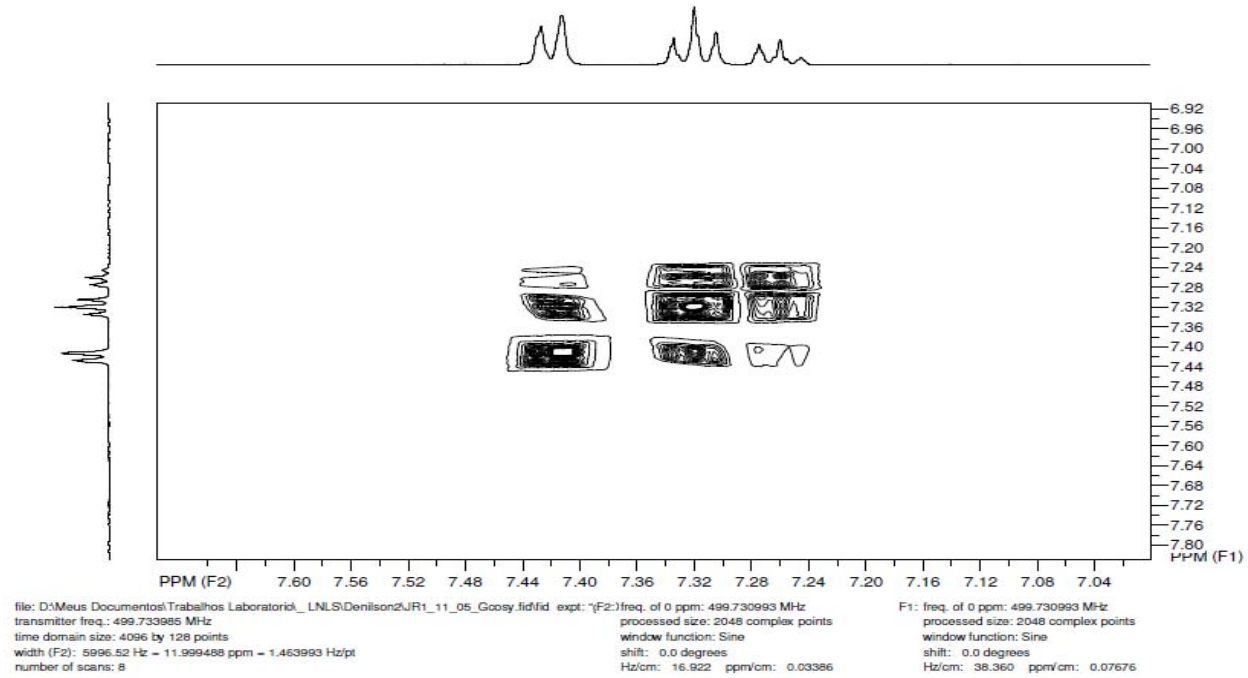 6.92
6.96
7.00
7.04
7.08
7.12
7.16
7.20
7.24
7.28
7.32
7.36
7.40
7.44
7.48
7.52
7.56
7.60
7.64
7.68
7.72
7.76
7.80
PPM (F1)
PPM (F2) 7.60 7.56 7.52 7.48 7.44 7.40 7.36 7.32 7.28 7.24 7.20 7.16 7.12 7.08 7.04
file: D:\Meus Documentos\Trabalhos Laboratorio\_ LNLS\Denilson2\JR1_11_05_Gcosy.fid\fid expt: "
transmitter freq.: 499.733985 MHz
time domain size: 4096 by 128 points
width (F2): 5996.52 Hz = 11.999488 ppm = 1.463993 Hz/pt
number of scans: 8
(F2:) freq. of 0 ppm: 499.730993 MHz
processed size: 2048 complex points
window function: Sine
shift: 0.0 degrees
Hz/cm: 16.922 ppm/cm: 0.03386
F1: freq. of 0 ppm: 499.730993 MHz
processed size: 2048 complex points
window function: Sine
shift: 0.0 degrees
Hz/cm: 38.360 ppm/cm: 0.07676